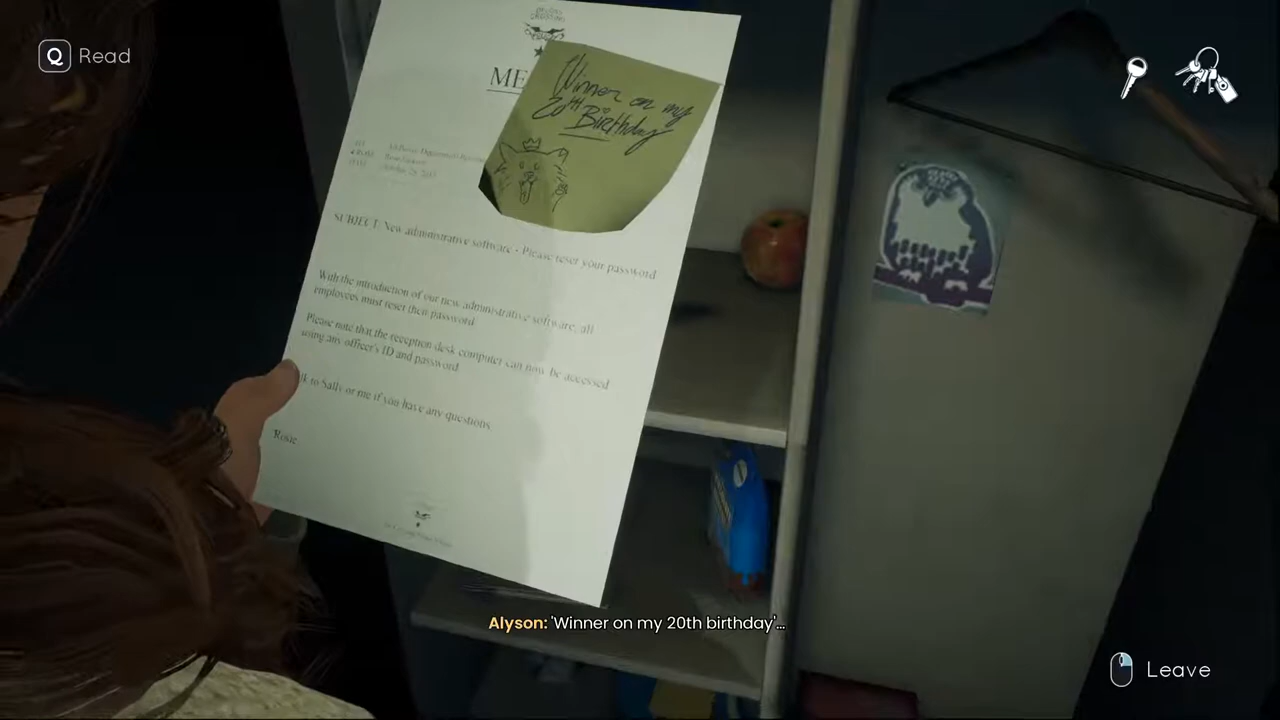 Q Read
ME
Winner on my
20th Birthday
SUBJECT: New administrative software - Please reset your password
With the introduction of our new administrative software, all
employees must reset their password
Please note that the reception desk computer can now be accessed
using any officer's ID and password
to Sally or me if you have any questions
Rosie
Alyson: 'Winner on my 20th birthday'...
Leave